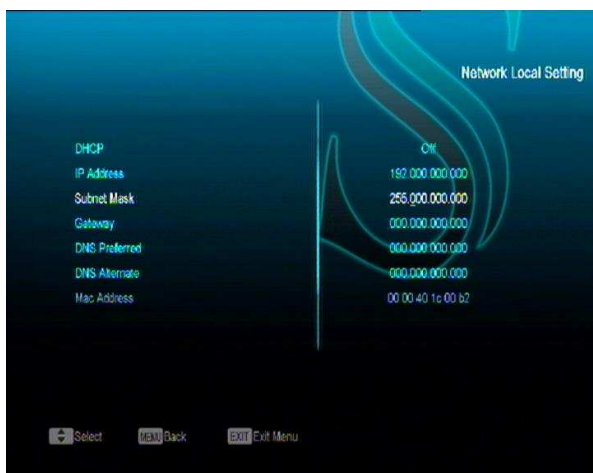 Network Local Setting
DHCP Off
IP Address 192.000.000.000
Subnet Mask 255.000.000.000
Gateway 000.000.000.000
DNS Preferred 000.000.000.000
DNS Alternate 000.000.000.000
Mac Address 00 00 40 1c 00 b2
Select MENU Back EXIT Exit Menu